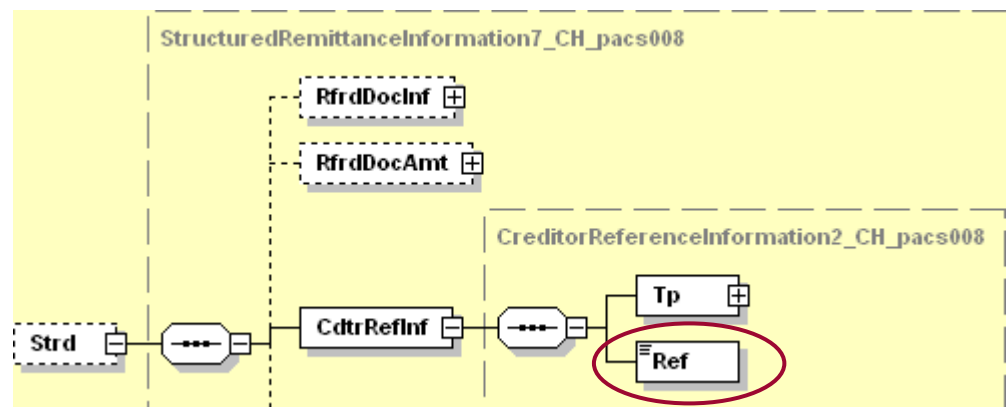 StructuredRemittanceInformation7_CH_pacs008
RfrdDocInf
RfrdDocAmt
CreditorReferenceInformation2_CH_pacs008
Tp
Strd
CdtrRefInf
Ref